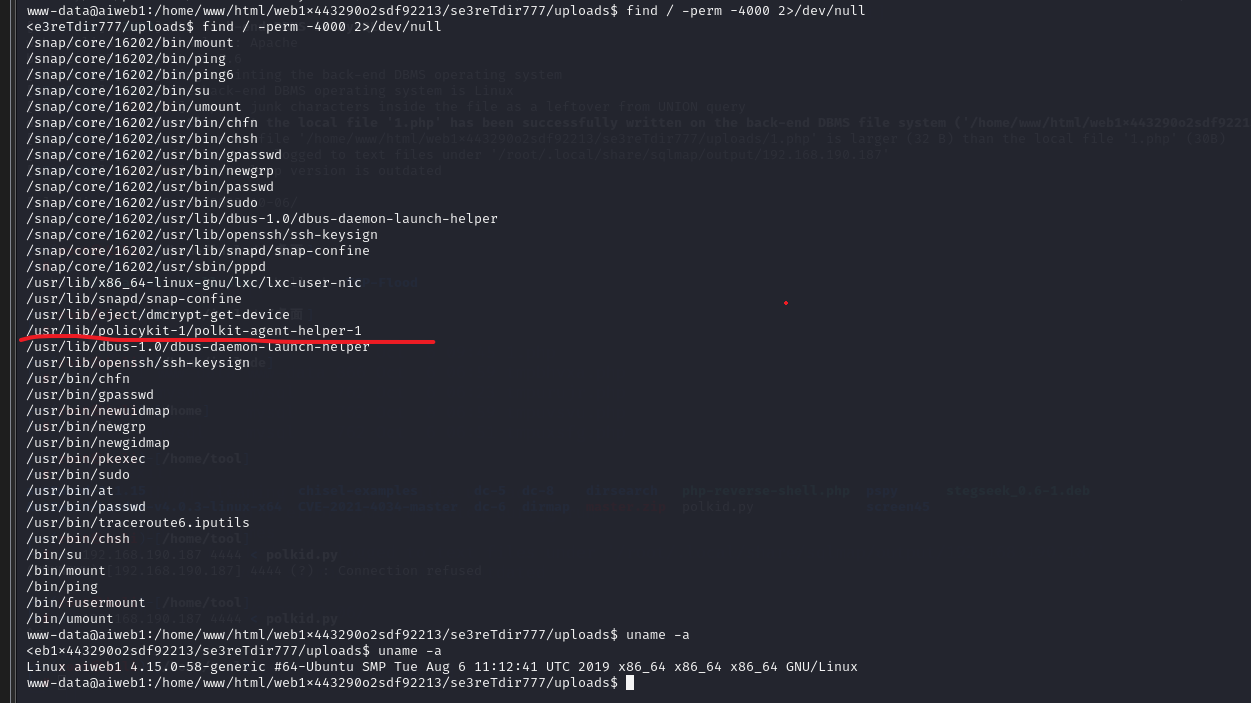 www-data@aiweb1:/home/www/html/web1×443290o2sdf92213/se3reTdir777/uploads$ find / -perm -4000 2>/dev/null
<e3reTdir777/uploads$ find / -perm -4000 2>/dev/null
/snap/core/16202/bin/mount
/snap/core/16202/bin/ping
/snap/core/16202/bin/ping6
/snap/core/16202/bin/su
/snap/core/16202/bin/umount
/snap/core/16202/usr/bin/chfn
/snap/core/16202/usr/bin/chsh
/snap/core/16202/usr/bin/gpasswd
/snap/core/16202/usr/bin/newgrp
/snap/core/16202/usr/bin/passwd
/snap/core/16202/usr/bin/sudo
/snap/core/16202/usr/lib/dbus-1.0/dbus-daemon-launch-helper
/snap/core/16202/usr/lib/openssh/ssh-keysign
/snap/core/16202/usr/lib/snapd/snap-confine
/snap/core/16202/usr/sbin/pppd
/usr/lib/x86_64-linux-gnu/lxc/lxc-user-nic
/usr/lib/snapd/snap-confine
/usr/lib/eject/dmcrypt-get-device
/usr/lib/policykit-1/polkit-agent-helper-1
/usr/lib/dbus-1.0/dbus-daemon-launch-helper
/usr/lib/openssh/ssh-keysign
/usr/bin/chfn
/usr/bin/gpasswd
/usr/bin/newuidmap
/usr/bin/newgrp
/usr/bin/newgidmap
/usr/bin/pkexec
/usr/bin/sudo
/usr/bin/at
/usr/bin/passwd
/usr/bin/traceroute6.iputils
/usr/bin/chsh
/bin/su
/bin/mount
/bin/ping
/bin/fusermount
/bin/umount
www-data@aiweb1:/home/www/html/web1×443290o2sdf92213/se3reTdir777/uploads$ uname -a
<eb1×443290o2sdf92213/se3reTdir777/uploads$ uname -a
Linux aiweb1 4.15.0-58-generic #64-Ubuntu SMP Tue Aug 6 11:12:41 UTC 2019 x86_64 x86_64 x86_64 GNU/Linux
www-data@aiweb1:/home/www/html/web1×443290o2sdf92213/se3reTdir777/uploads$